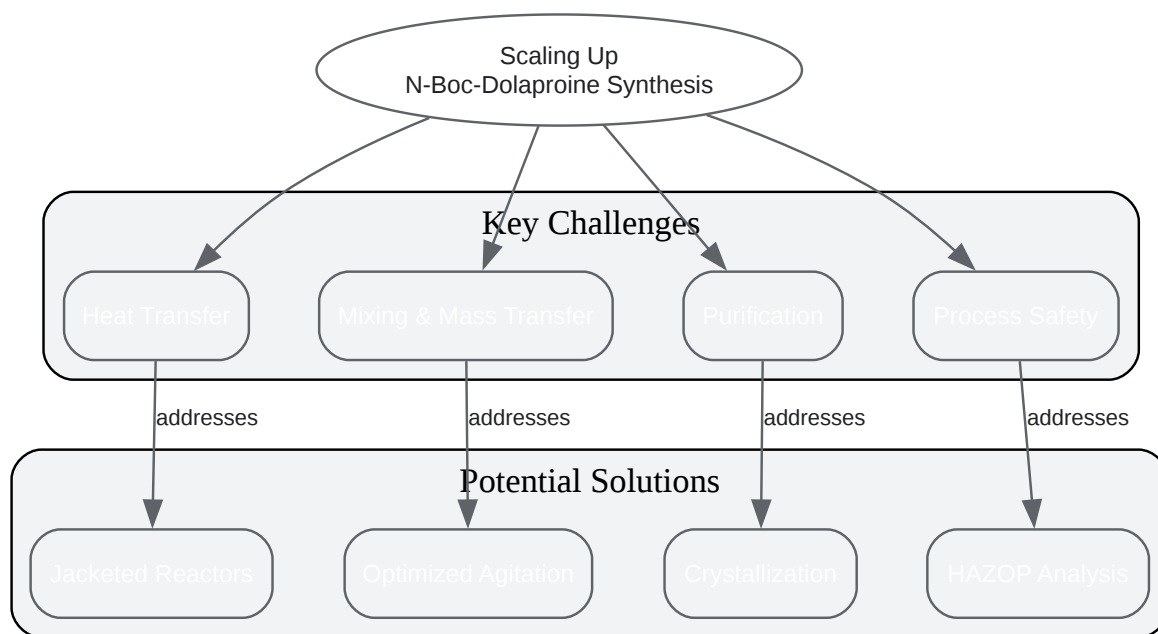 Scaling Up
N-Boc-Dolaproine Synthesis
Key Challenges
Heat Transfer
Mixing & Mass Transfer
Purification
Process Safety
addresses
addresses
addresses
addresses
Potential Solutions
Jacketed Reactors
Optimized Agitation
Crystallization
HAZOP Analysis